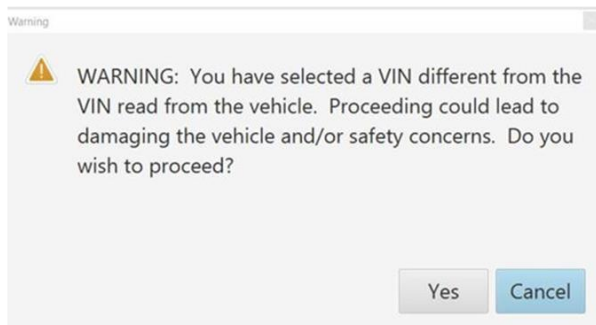 Warning
WARNING:  You have selected a VIN different from the
VIN read from the vehicle.  Proceeding could lead to
damaging the vehicle and/or safety concerns.  Do you
wish to proceed?
Yes
Cancel